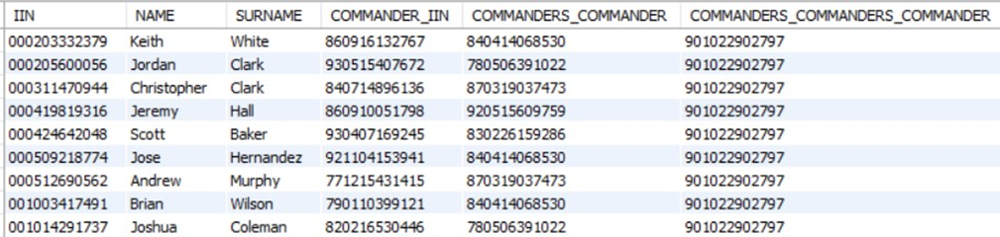 IIN NAME SURNAME COMMANDER_IIN COMMANDERS_COMMANDER COMMANDERS_COMMANDERS_COMMANDER
000203332379 Keith White 860916132767 840414068530 901022902797
000205600056 Jordan Clark 930515407672 780506391022 901022902797
000311470944 Christopher Clark 840714896136 870319037473 901022902797
000419819316 Jeremy Hall 860910051798 920515609759 901022902797
000424642048 Scott Baker 930407169245 830226159286 901022902797
000509218774 Jose Hernandez 921104153941 840414068530 901022902797
000512690562 Andrew Murphy 771215431415 870319037473 901022902797
001003417491 Brian Wilson 790110399121 840414068530 901022902797
001014291737 Joshua Coleman 820216530446 780506391022 901022902797